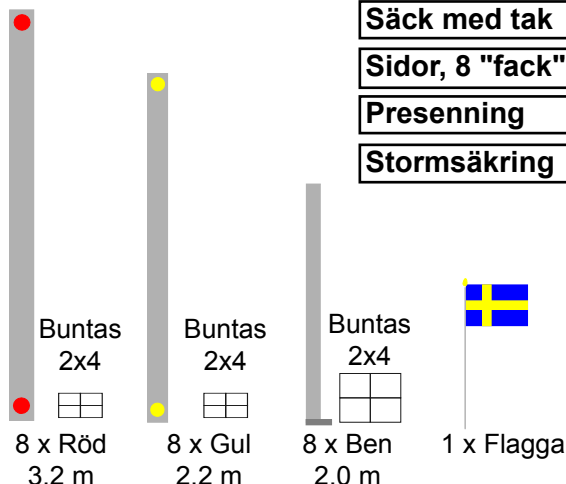 Säck med tak
Sidor, 8 "fack"
Presenning
Stormsäkring
Buntas
2x4
8 x Röd
3.2 m
Buntas
2x4
8 x Gul
2.2 m
Buntas
2x4
8 x Ben
2.0 m
1 x Flagga